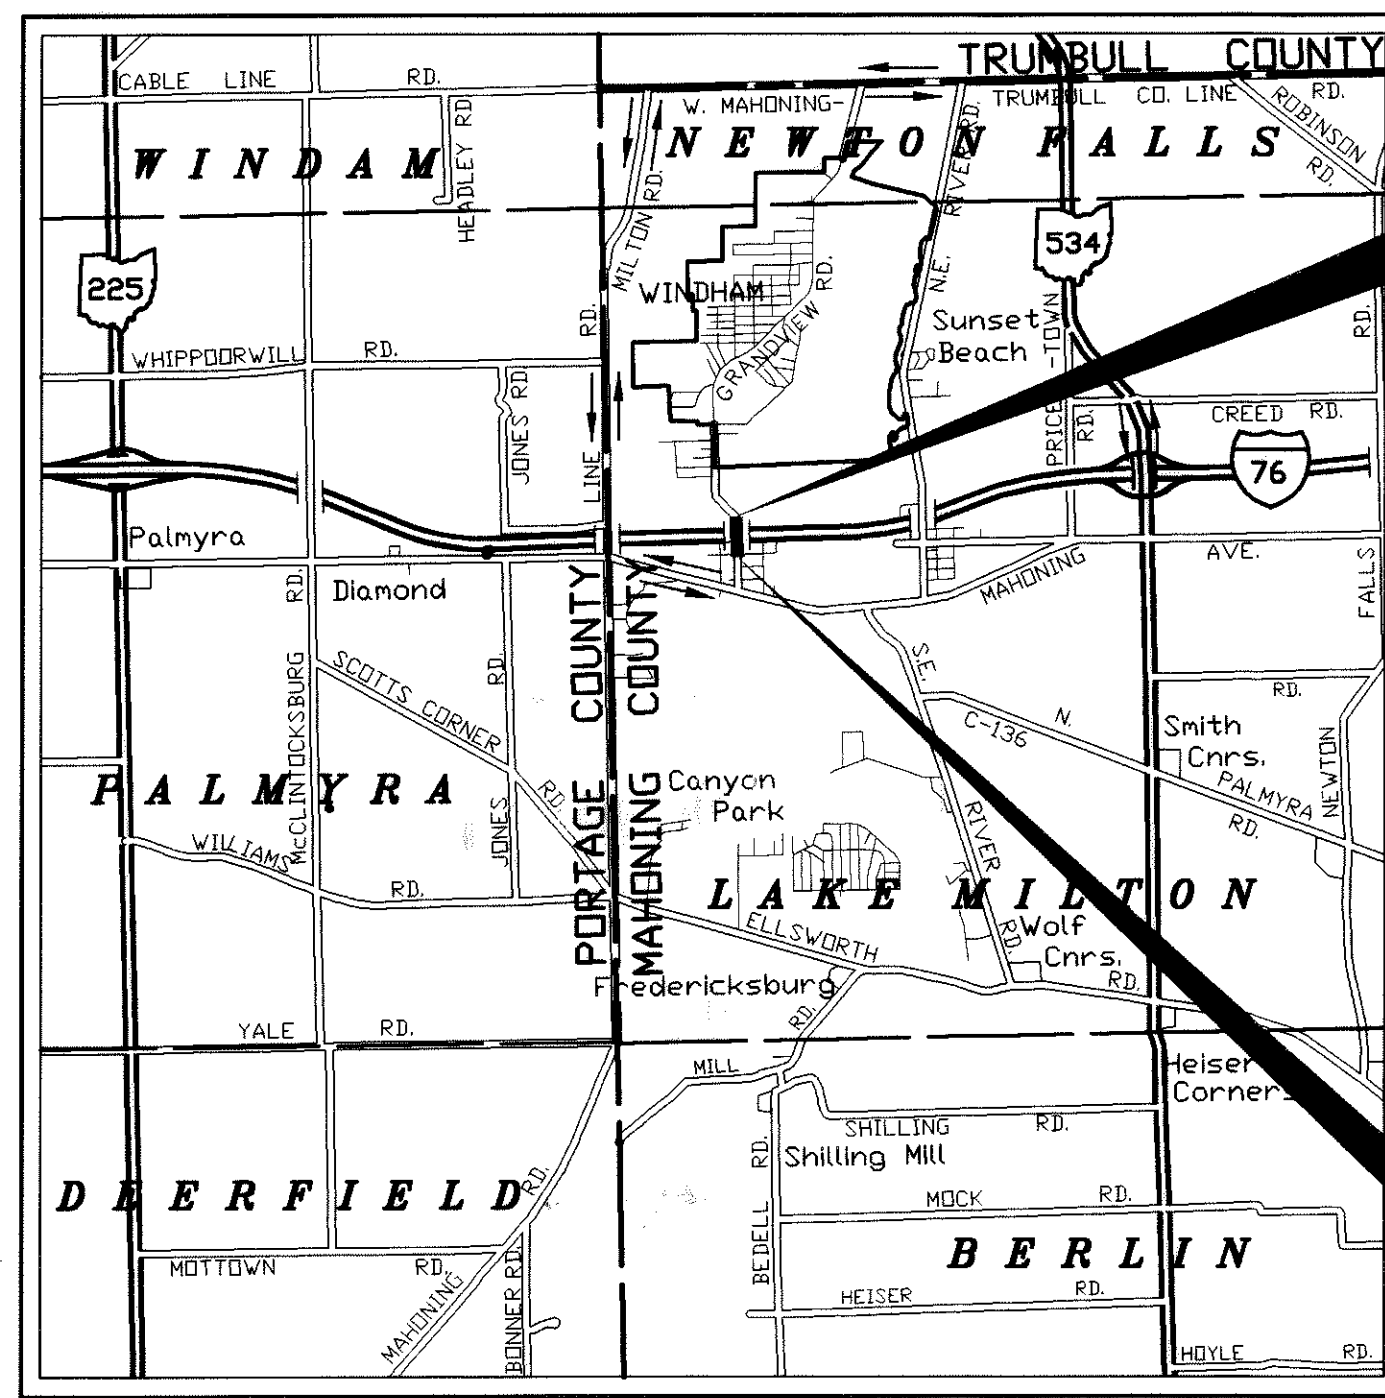 TRUMBULL COUNTY
CABLE LINE RD.
W. MAHONING-
TRUMBULL CO. LINE RD.
HEADLEY RD.
RIVER RD.
N.E.
ROBINSON RD.
WINDAM
NEWTON FALLS
MILTON RD.
225
534
WINDHAM
GRANDVIEW RD.
Sunset
Beach
PRICE-TOWN RD.
RD.
WHIPPOORWILL RD.
JONES RD.
LINE RD.
CREED RD.
76
Palmyra
Diamond
MAHONING AVE.
FALLS
RD.
PORTAGE COUNTY
MAHONING COUNTY
SCOTTS CORNER RD.
McCLINTOCKSBURG RD.
JONES RD.
S.E.
RIVER RD.
C-136
N.
PALMYRA RD.
RD.
NEWTON
Smith
Cnrs.
Canyon
Park
PALMYRA
WILLIAMS RD.
LAKE MILTON
ELLSWORTH RD.
Wolf
Cnrs.
Fredericksburg
RD.
YALE RD.
MILL
Heiser
Corners
SHILLING RD.
Shilling Mill
BEDELL RD.
MOCK RD.
DEERFIELD
BERLIN
MOTTOWN RD.
MAHONING RD.
BONNER RD.
HEISER RD.
HOYLE RD.